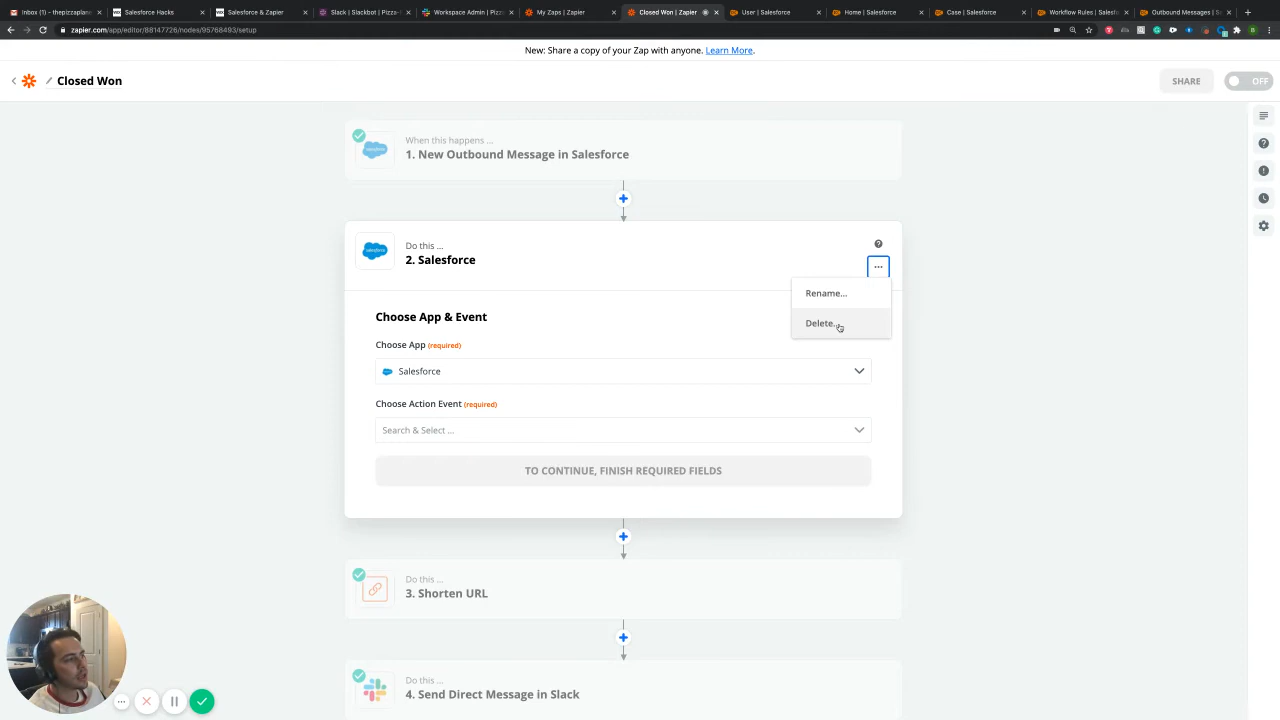 Inbox (1) – thepizzaplane
Salesforce Hacks
Salesforce & Zapier
Slack | Slackbot | Pizza-
Workspace Admin | Pizz
My Zaps | Zapier
Closed Won | Zapier
User | Salesforce
Home | Salesforce
Case | Salesforce
Workflow Rules | Salesf
Outbound Messages | S
zapier.com/app/editor/88147726/nodes/95768493/setup
New: Share a copy of your Zap with anyone. Learn More.
Closed Won
SHARE
OFF
When this happens ...
1. New Outbound Message in Salesforce
Do this ...
2. Salesforce
Rename...
Delete...
Choose App & Event
Choose App (required)
Salesforce
Choose Action Event (required)
Search & Select ...
TO CONTINUE, FINISH REQUIRED FIELDS
Do this ...
3. Shorten URL
Do this ...
4. Send Direct Message in Slack